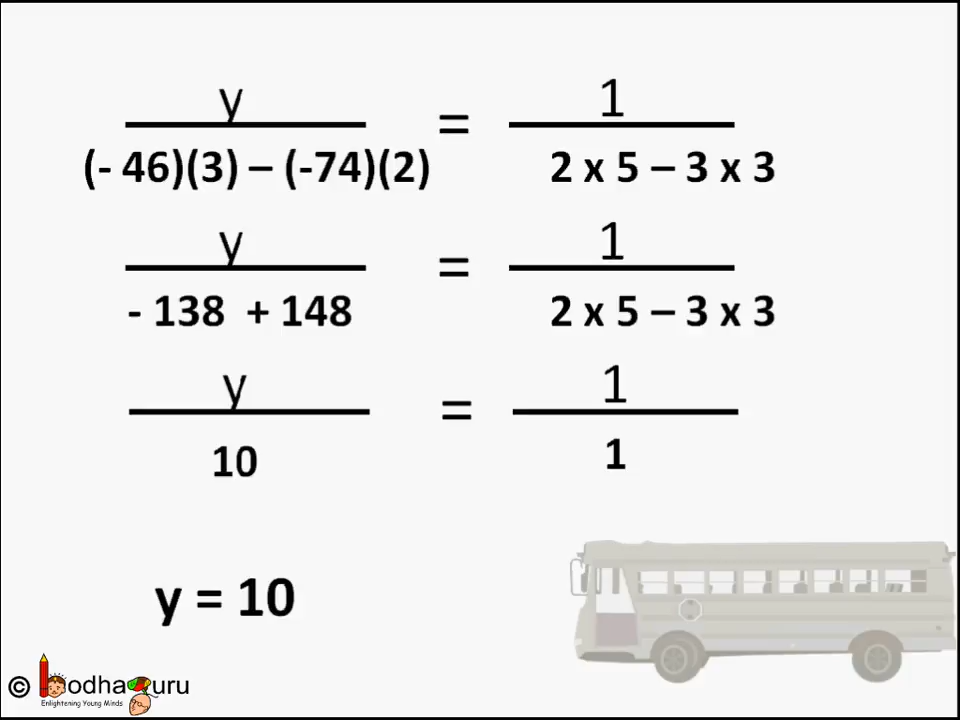 y = 1
(- 46)(3) – (-74)(2) 2 x 5 – 3 x 3
y = 1
- 138 + 148 2 x 5 – 3 x 3
y = 1
10 1
y = 10
© bodhaguru
Enlightening Young Minds